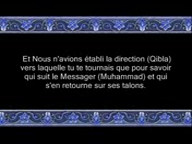 Et Nous n'avions établi la direction (Qibla)
vers laquelle tu te tournais que pour savoir
qui suit le Messager (Muhammad) et qui
s'en retourne sur ses talons.